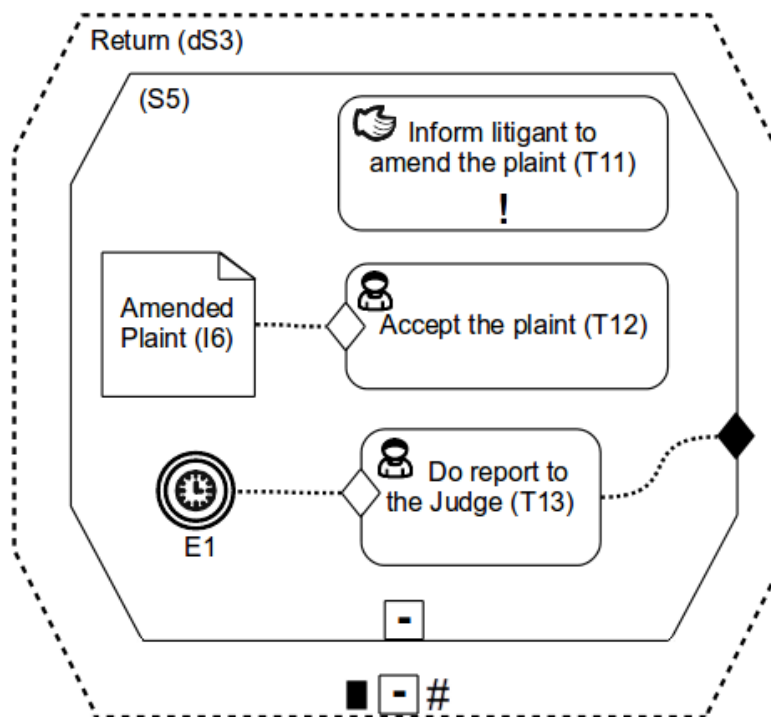 Return (dS3)
(S5)
Inform litigant to
amend the plaint (T11)
!
Amended
Plaint (I6)
Accept the plaint (T12)
Do report to
the Judge (T13)
E1
-
- #